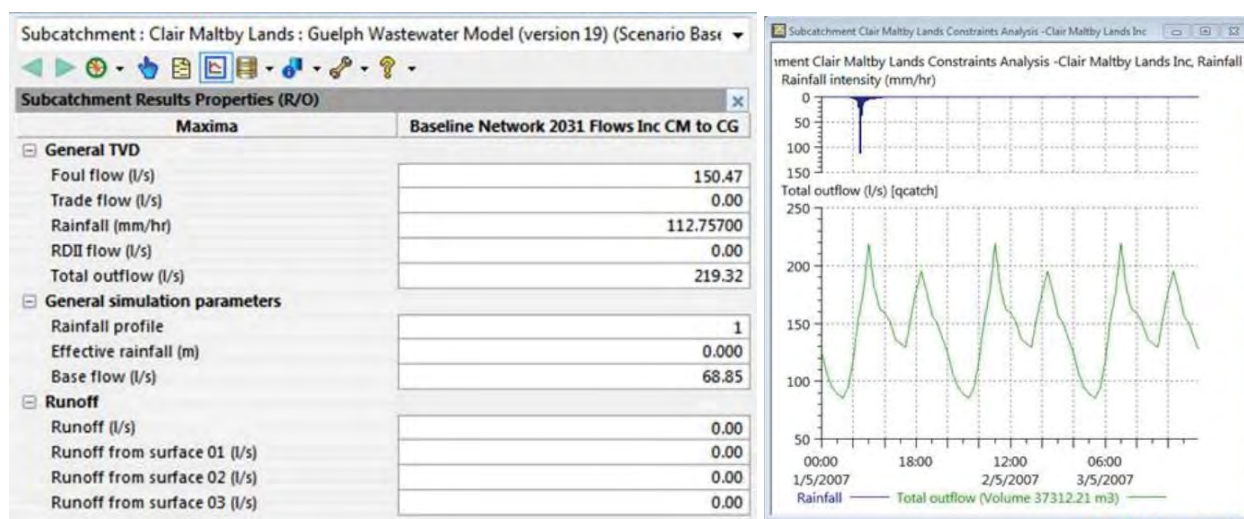 Subcatchment : Clair Maltby Lands : Guelph Wastewater Model (version 19) (Scenario Base
Subcatchment Results Properties (R/O)
Maxima Baseline Network 2031 Flows Inc CM to CG
General TVD
Foul flow (l/s) 150.47
Trade flow (l/s) 0.00
Rainfall (mm/hr) 112.75700
RDII flow (l/s) 0.00
Total outflow (l/s) 219.32
General simulation parameters
Rainfall profile 1
Effective rainfall (m) 0.000
Base flow (l/s) 68.85
Runoff
Runoff (l/s) 0.00
Runoff from surface 01 (l/s) 0.00
Runoff from surface 02 (l/s) 0.00
Runoff from surface 03 (l/s) 0.00
Subcatchment Clair Maltby Lands Constraints Analysis -Clair Maltby Lands Inc
ment Clair Maltby Lands Constraints Analysis -Clair Maltby Lands Inc, Rainfall
Rainfall intensity (mm/hr)
0
50
100
150
Total outflow (l/s) [qcatch]
250
200
150
100
50
00:00 18:00 12:00 06:00
1/5/2007 2/5/2007 3/5/2007
Rainfall Total outflow (Volume 37312.21 m3)